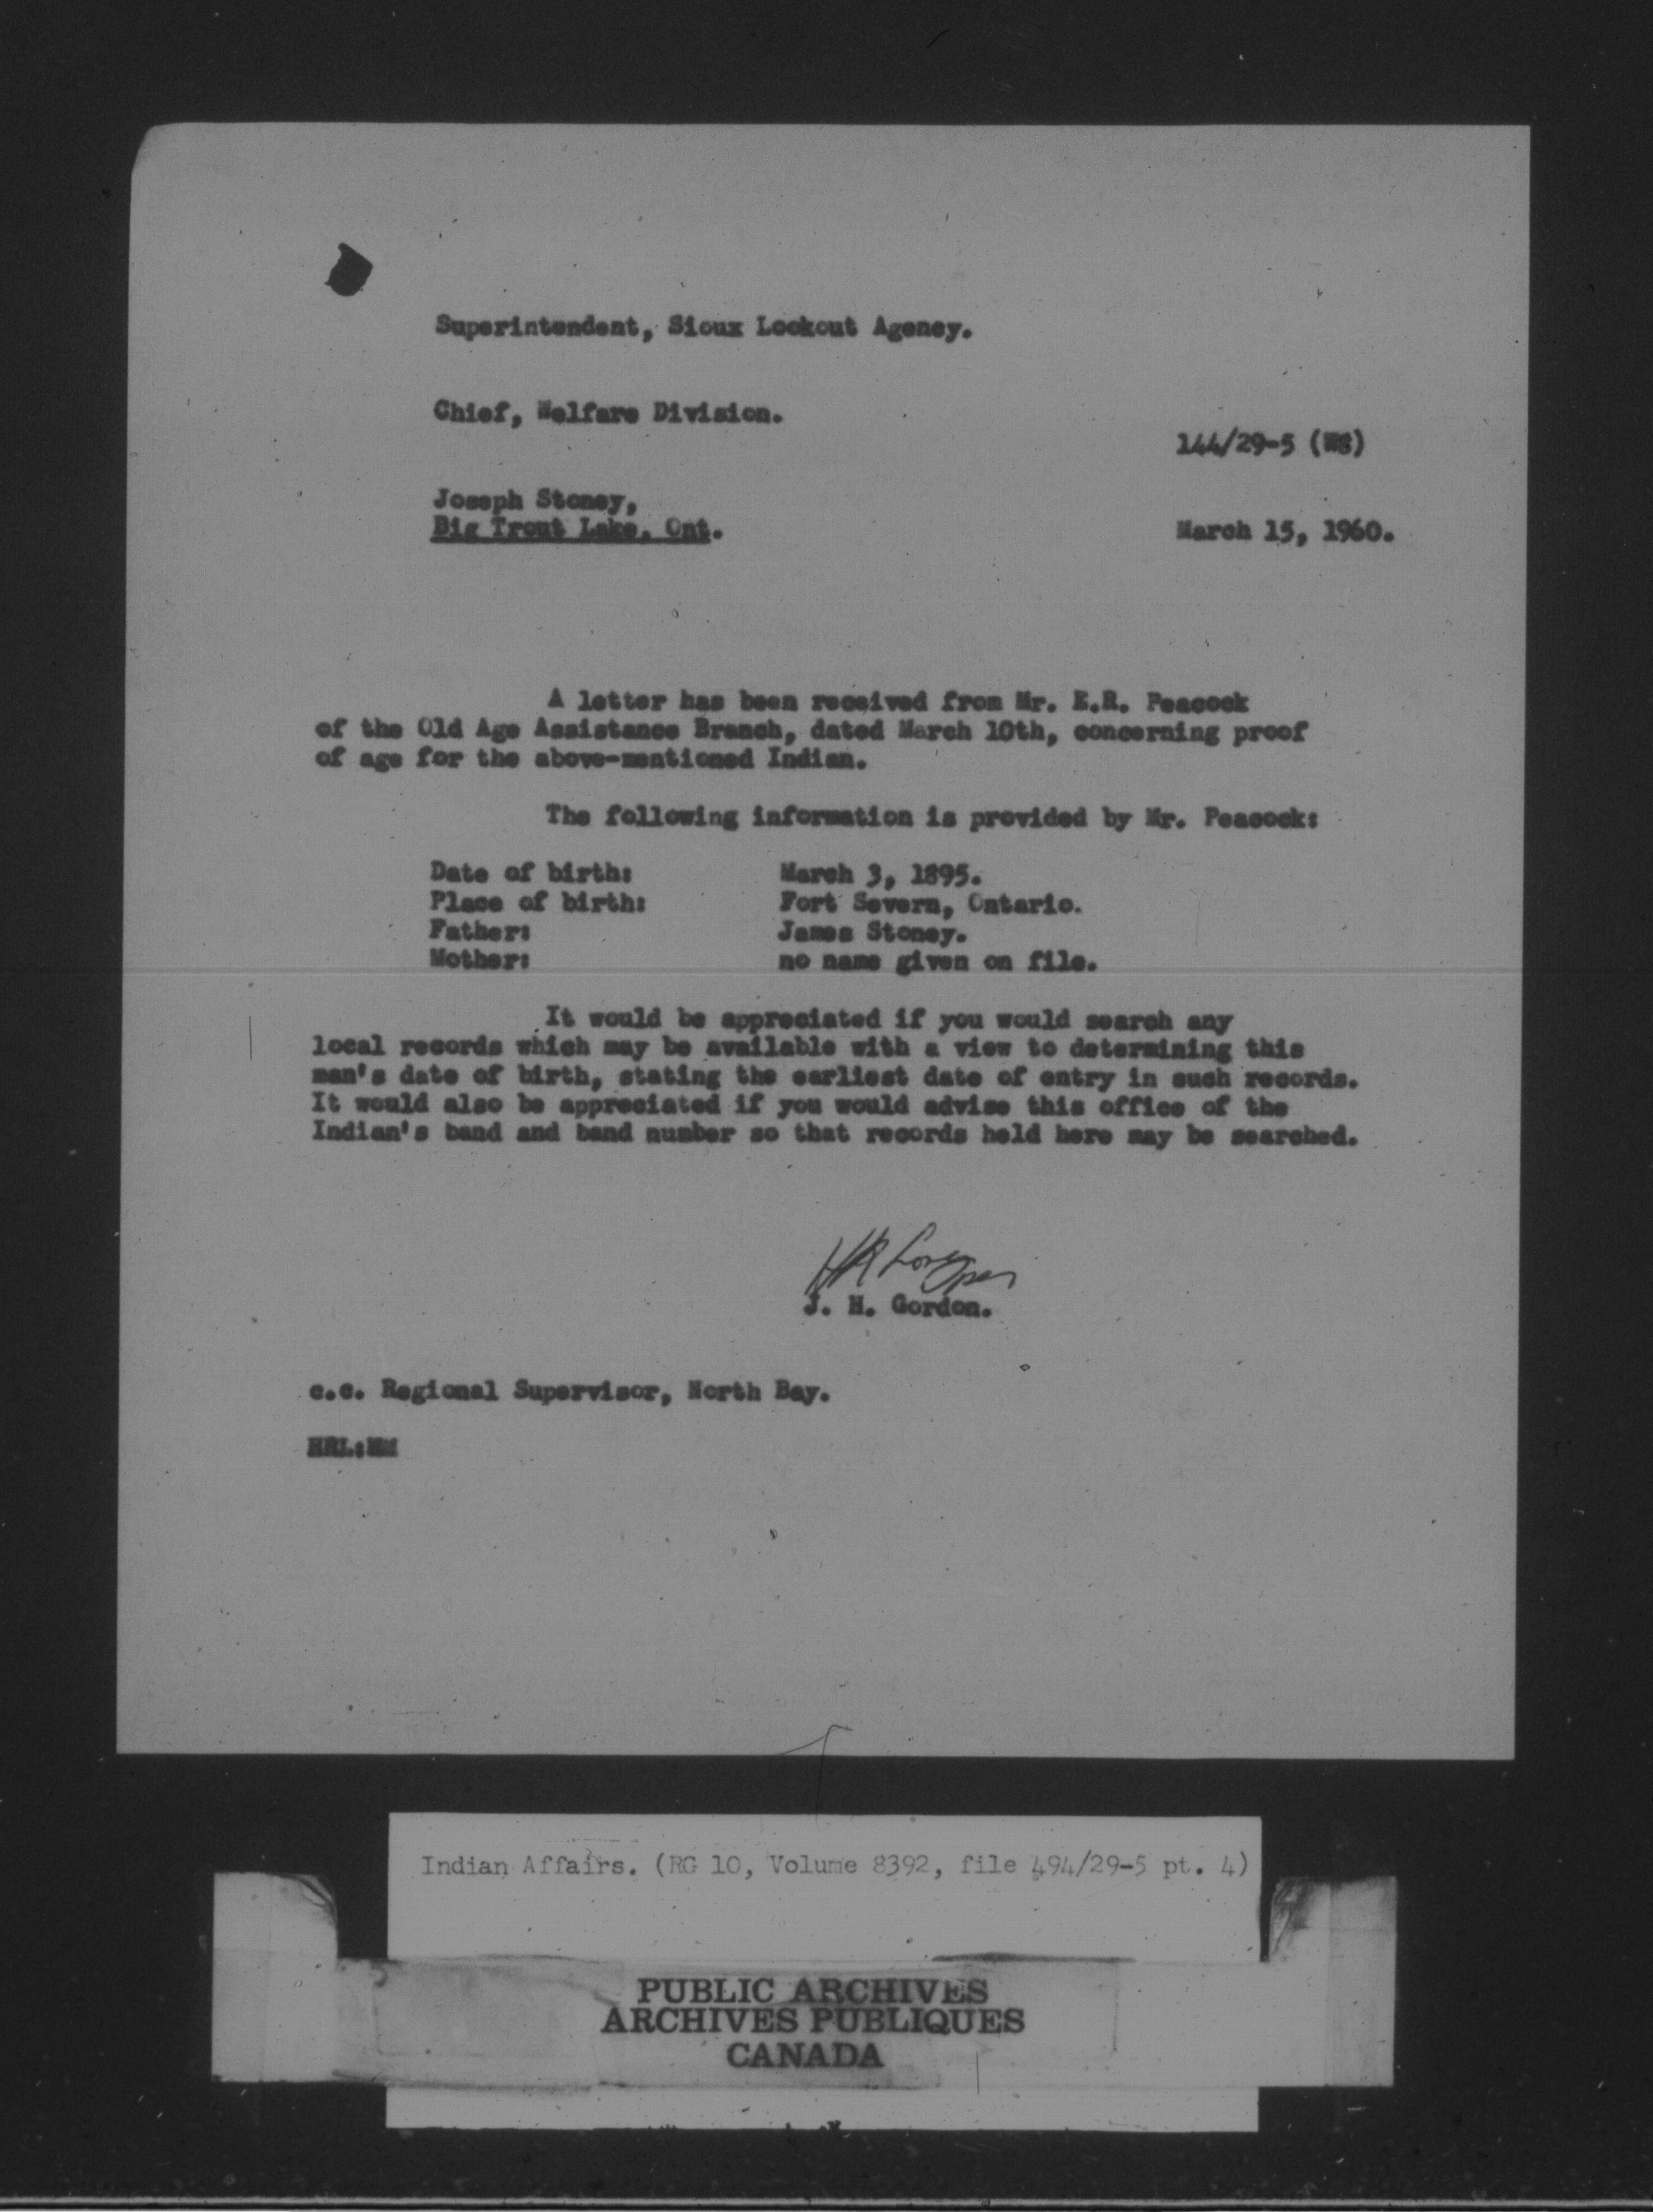 Superintendent, Sioux Lookout Agency.
Chief, Welfare Division.
144/29-5 (W8)
Joseph Stoney,
Big Trout Lake, Ont.
March 15, 1960.
A letter has been received from Mr. E.R. Peacock
of the Old Age Assistance Branch, dated March 10th, concerning proof
of age for the above-mentioned Indian.
The following information is provided by Mr. Peacock:
Date of birth: March 3, 1895.
Place of birth: Fort Severn, Ontario.
Father: James Stoney.
Mother: no name given on file.
It would be appreciated if you would search any
local records which may be available with a view to determining this
man's date of birth, stating the earliest date of entry in such records.
It would also be appreciated if you would advise this office of the
Indian's band and band number so that records held here may be searched.
J. H. Gordon.
c.c. Regional Supervisor, North Bay.
HRL:MM
Indian Affairs. (RG 10, Volume 8392, file 494/29-5 pt. 4)
PUBLIC ARCHIVES
ARCHIVES PUBLIQUES
CANADA